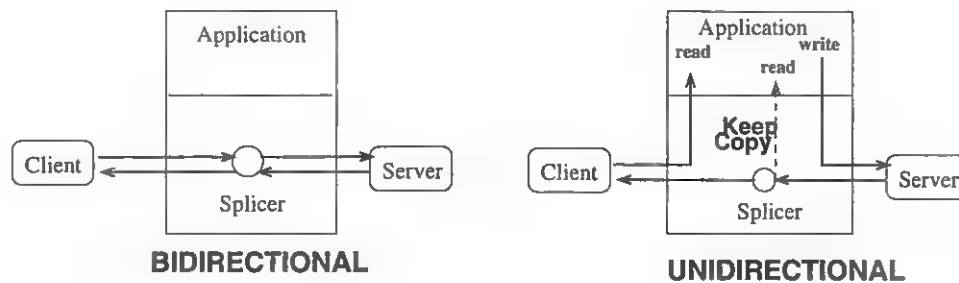 Application
Client
Server
Splicer
BIDIRECTIONAL
Application
read
write
read
Keep
Copy
Client
Server
Splicer
UNIDIRECTIONAL